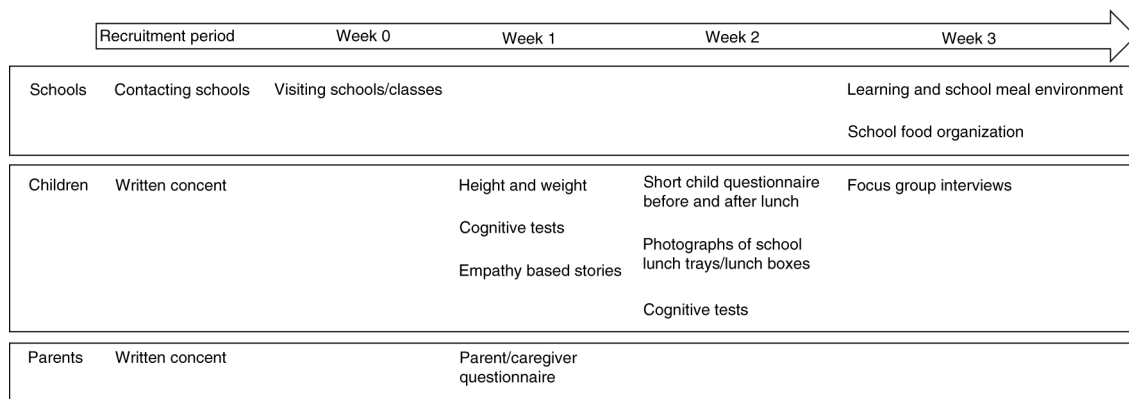 Recruitment period Week 0 Week 1 Week 2 Week 3
Schools Contacting schools Visiting schools/classes Learning and school meal environment
School food organization
Children Written concent Height and weight Short child questionnaire Focus group interviews
before and after lunch
Cognitive tests
Photographs of school
Empathy based stories lunch trays/lunch boxes
Cognitive tests
Parents Written concent Parent/caregiver
questionnaire